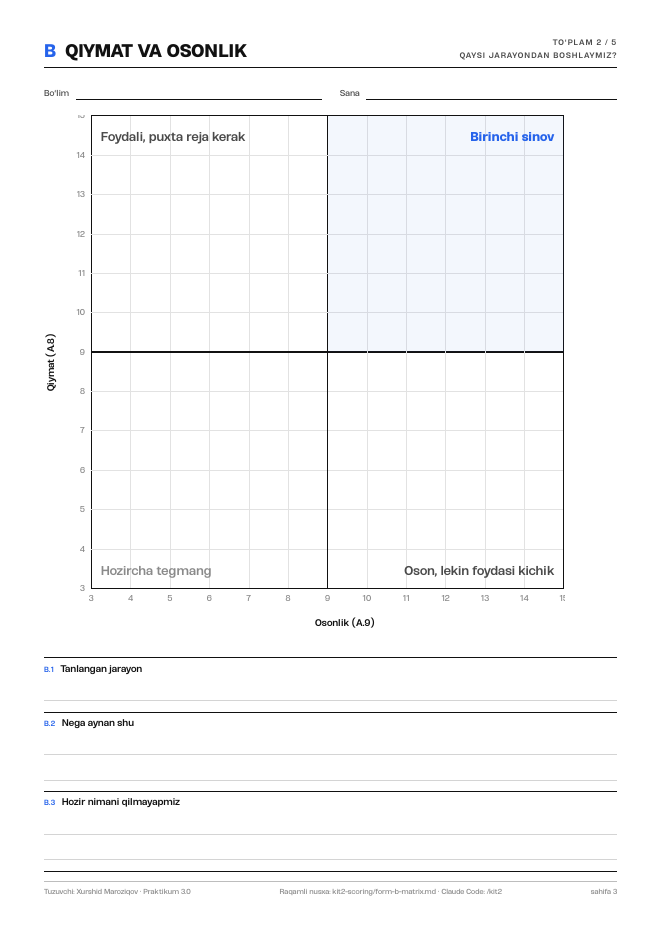 B QIYMAT VA OSONLIK
TO'PLAM 2 / 5
QAYSI JARAYONDAN BOSHLAYMIZ?
Bo'lim
Sana
15
Foydali, puxta reja kerak
Birinchi sinov
14
13
12
11
10
9
Qiymat (A.8)
8
7
6
5
4
Hozircha tegmang
Oson, lekin foydasi kichik
3
3 4 5 6 7 8 9 10 11 12 13 14 15
Osonlik (A.9)
B.1 Tanlangan jarayon
B.2 Nega aynan shu
B.3 Hozir nimani qilmayapmiz
Tuzuvchi: Xurshid Maroziqov · Praktikum 3.0
Raqamli nusxa: kit2-scoring/form-b-matrix.md · Claude Code: /kit2
sahifa 3